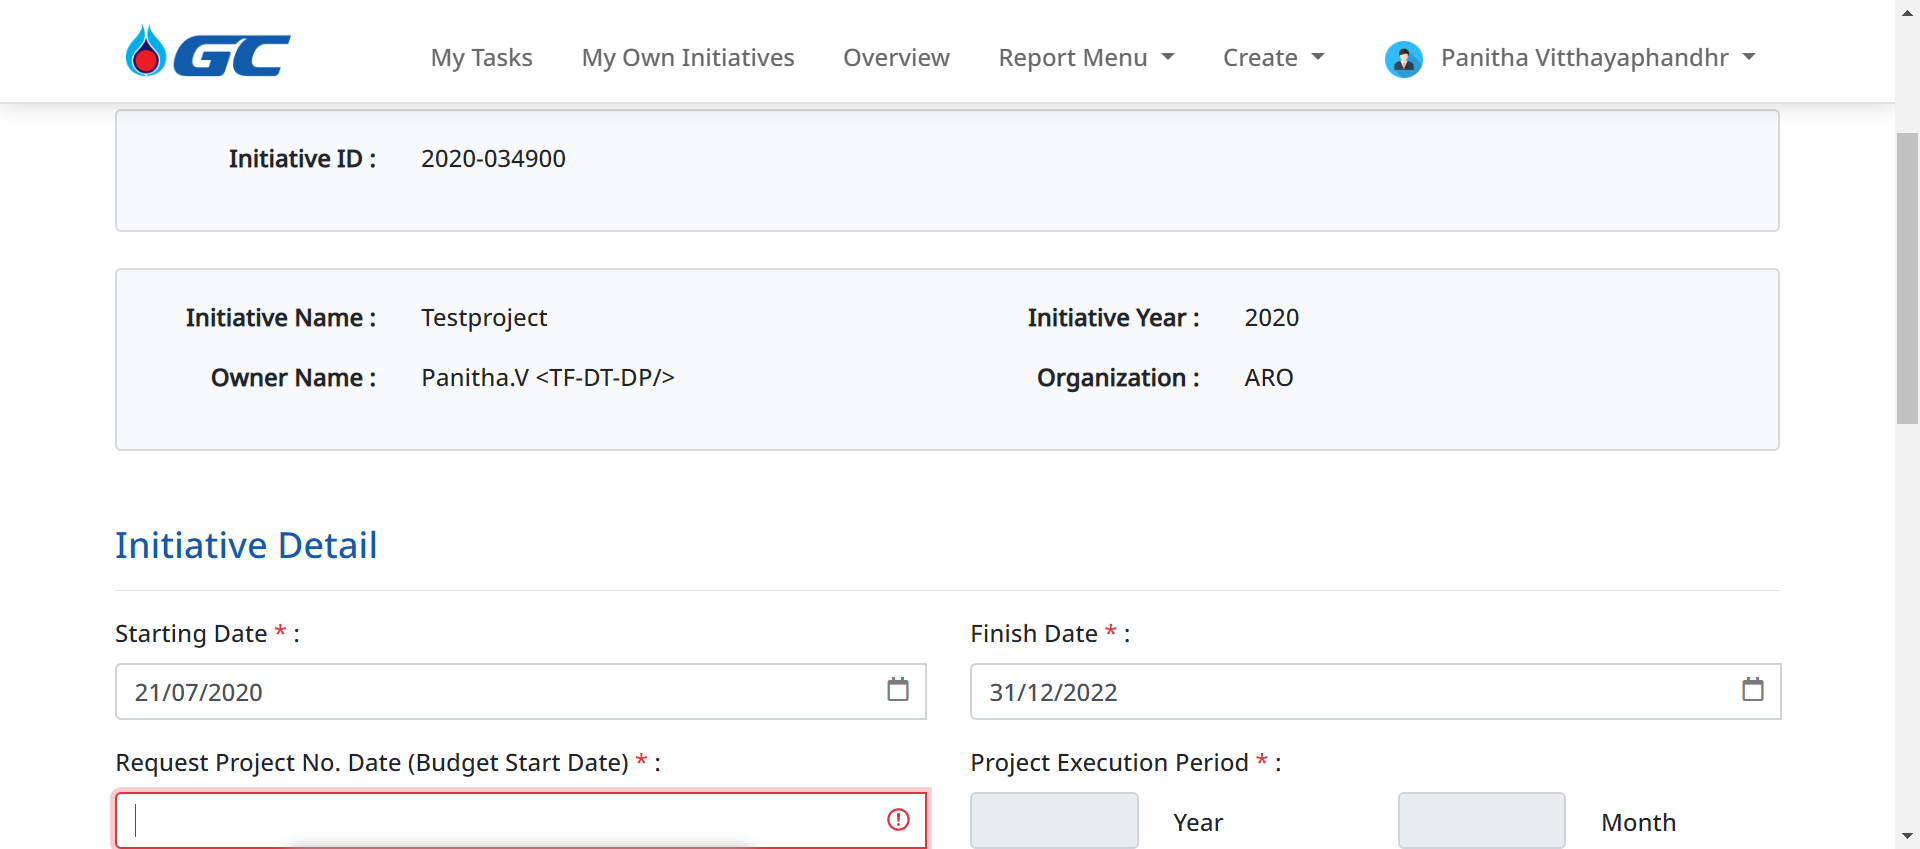 GC My Tasks My Own Initiatives Overview Report Menu Create Panitha Vitthayaphandhr
Initiative ID : 2020-034900
Initiative Name : Testproject Initiative Year : 2020
Owner Name : Panitha.V <TF-DT-DP/> Organization : ARO
Initiative Detail
Starting Date * : Finish Date * :
21/07/2020 31/12/2022
Request Project No. Date (Budget Start Date) * : Project Execution Period * :
Year Month